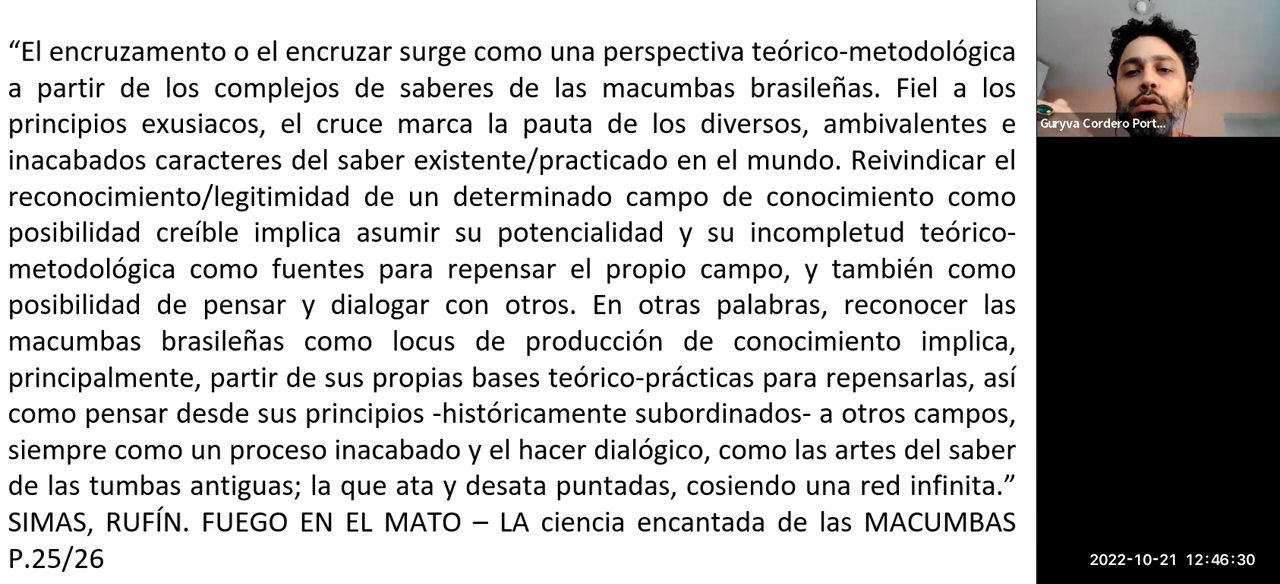 “El encruzamento o el encruzar surge como una perspectiva teórico-metodológica
a partir de los complejos de saberes de las macumbas brasileñas. Fiel a los
principios exusiacos, el cruce marca la pauta de los diversos, ambivalentes e
inacabados caracteres del saber existente/practicado en el mundo. Reivindicar el
reconocimiento/legitimidad de un determinado campo de conocimiento como
posibilidad creíble implica asumir su potencialidad y su incompletud teórico-
metodológica como fuentes para repensar el propio campo, y también como
posibilidad de pensar y dialogar con otros. En otras palabras, reconocer las
macumbas brasileñas como locus de producción de conocimiento implica,
principalmente, partir de sus propias bases teórico-prácticas para repensarlas, así
como pensar desde sus principios -históricamente subordinados- a otros campos,
siempre como un proceso inacabado y el hacer dialógico, como las artes del saber
de las tumbas antiguas; la que ata y desata puntadas, cosiendo una red infinita.”
SIMAS, RUFÍN. FUEGO EN EL MATO – LA ciencia encantada de las MACUMBAS
P.25/26
Guryva Cordero Port...
2022-10-21 12:46:30